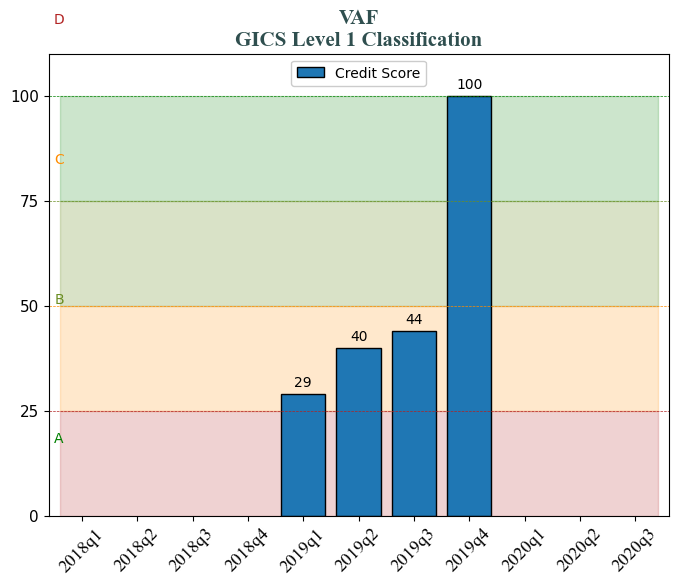 D
VAF
GICS Level 1 Classification
Credit Score
100
100
C
75
B
50
44
40
29
25
A
0
2018q1
2018q2
2018q3
2018q4
2019q1
2019q2
2019q3
2019q4
2020q1
2020q2
2020q3